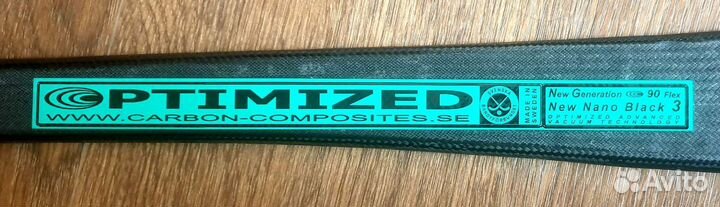 OPTIMIZED
WWW.CARBON-COMPOSITES.SE
SVENSKA
MADE IN
SWEDEN
New Generation 90 Flex
New Nano Black 3
OPTIMIZED ADVANCED
VACUUM TECHNOLOGY
Avito